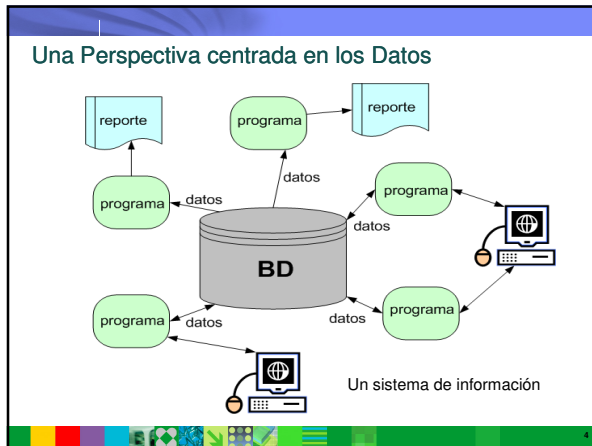 Una Perspectiva centrada en los Datos
reporte
programa
reporte
datos
programa
datos
programa
datos
BD
programa
datos
datos
programa
Un sistema de información
4